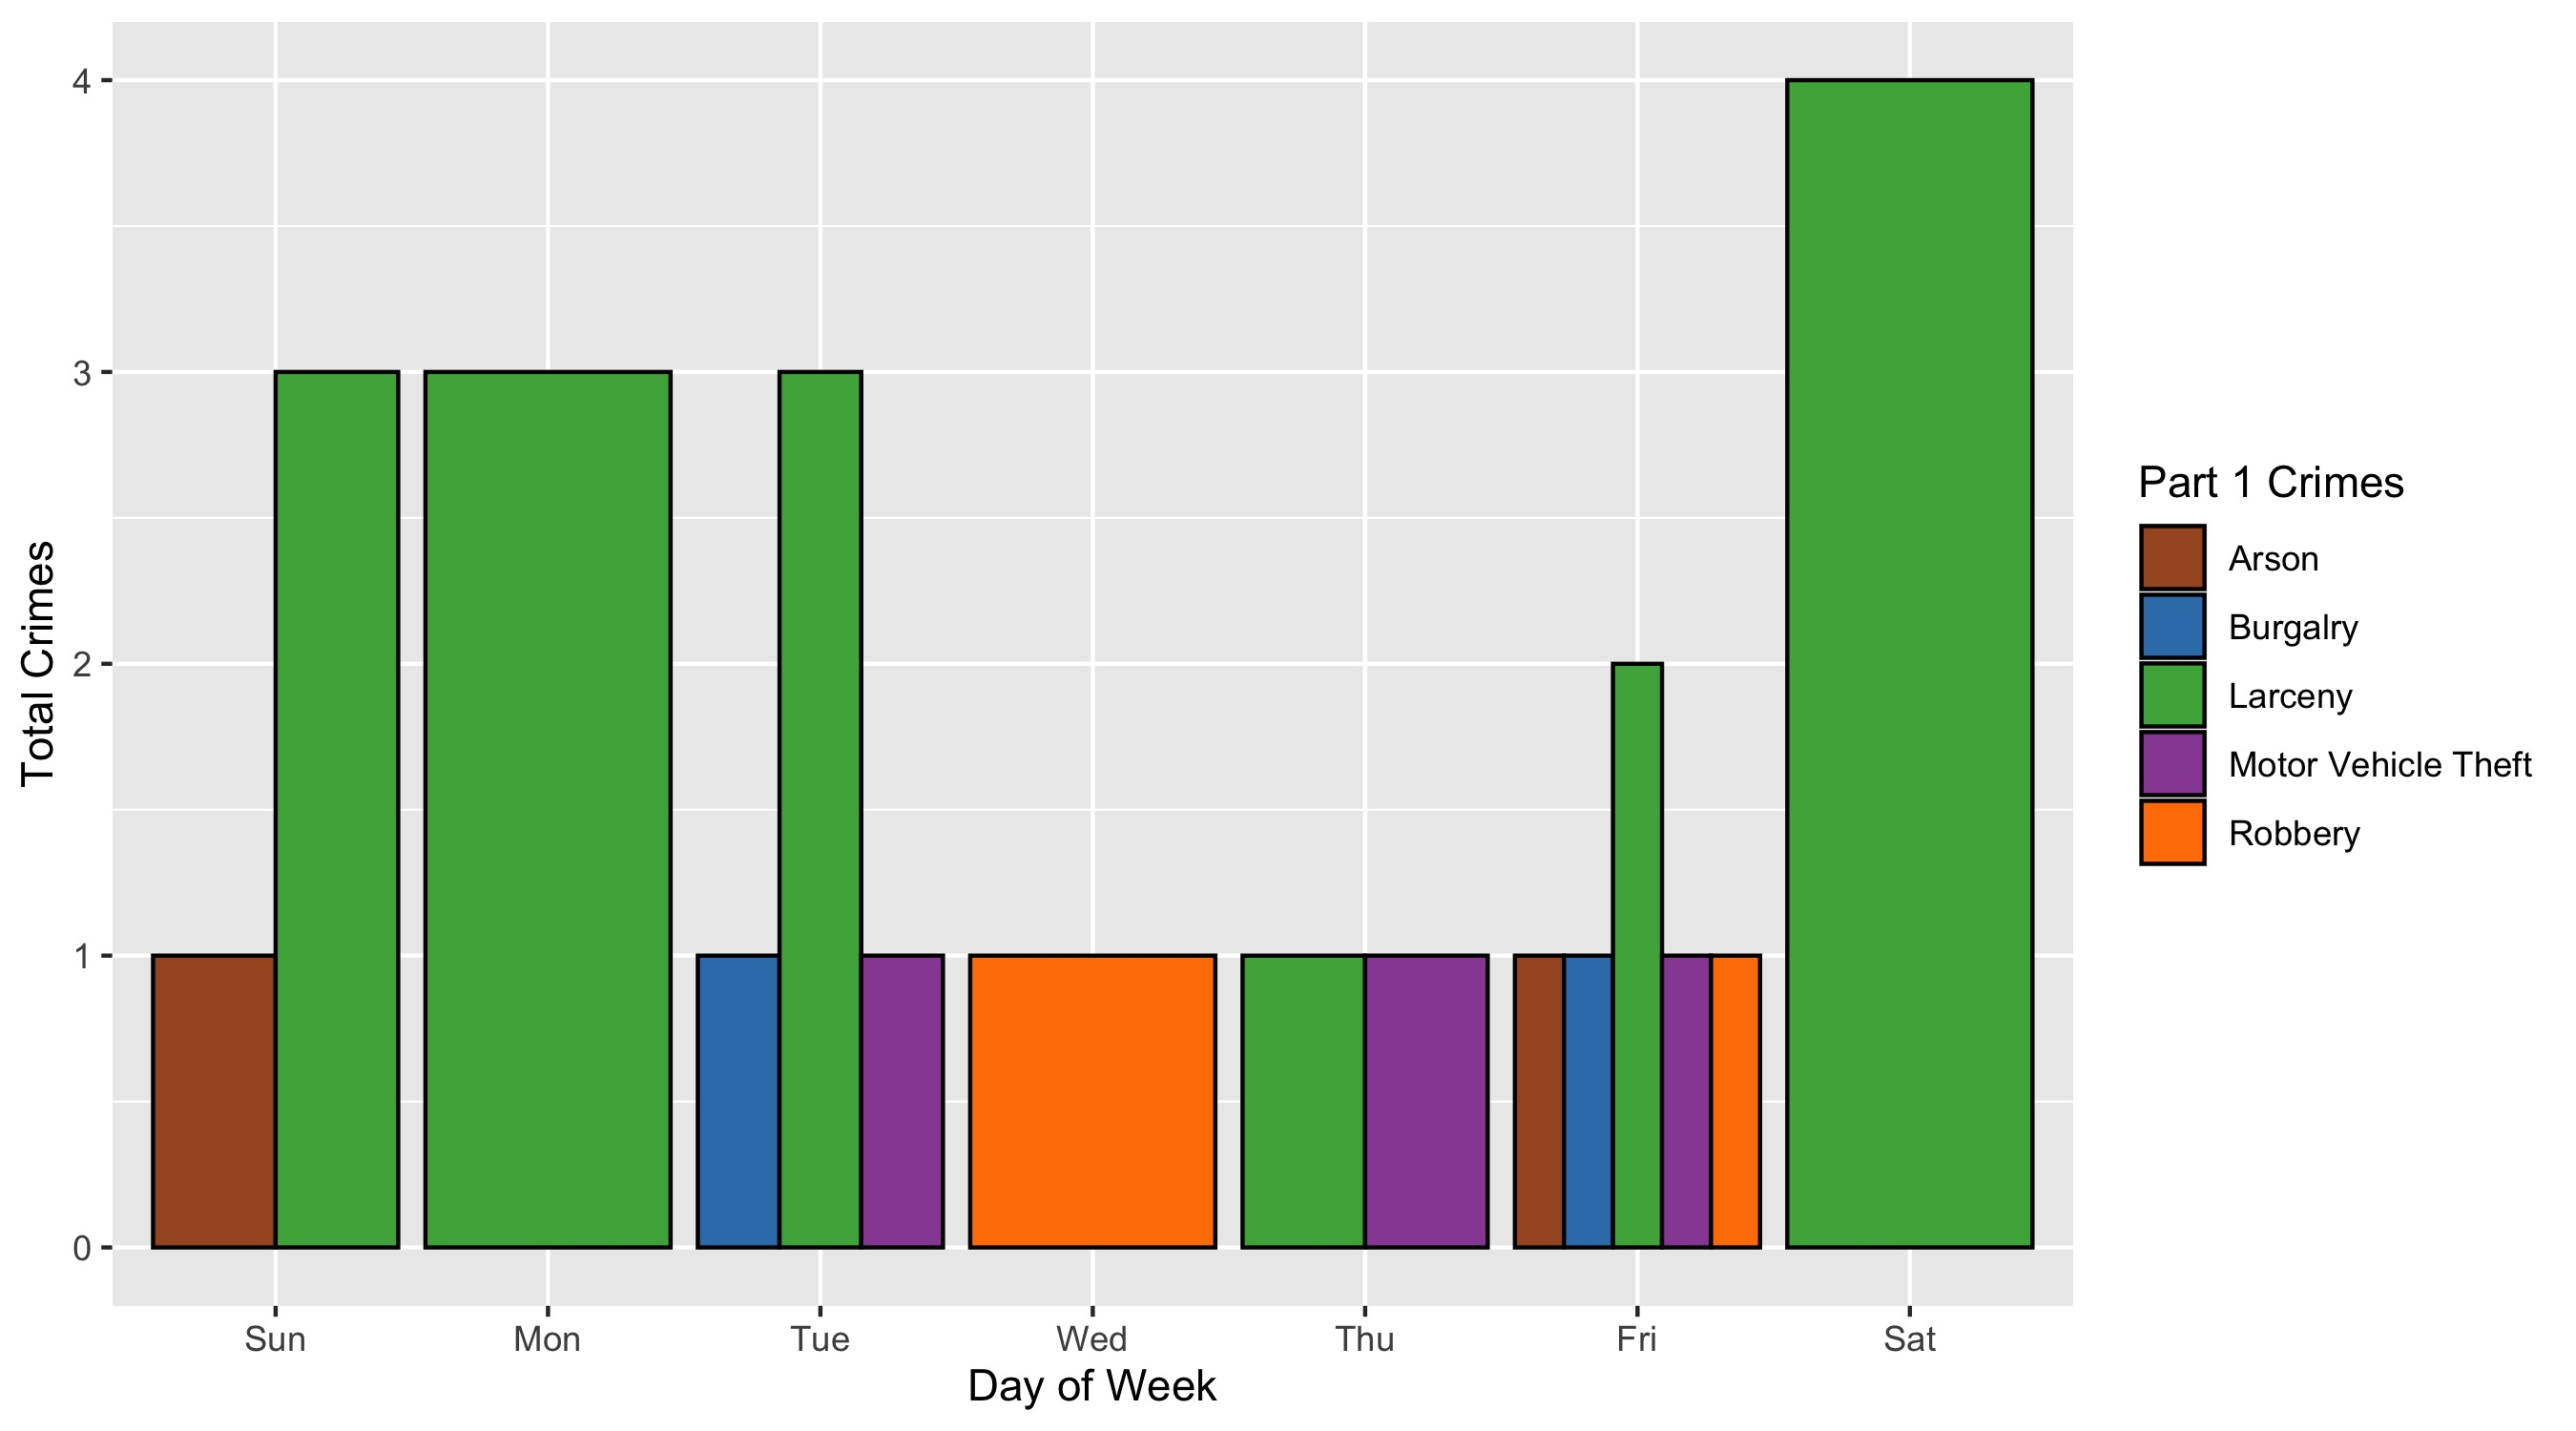 4
3
2
1
0
Total Crimes
Sun Mon Tue Wed Thu Fri Sat
Day of Week
Part 1 Crimes
Arson
Burgalry
Larceny
Motor Vehicle Theft
Robbery